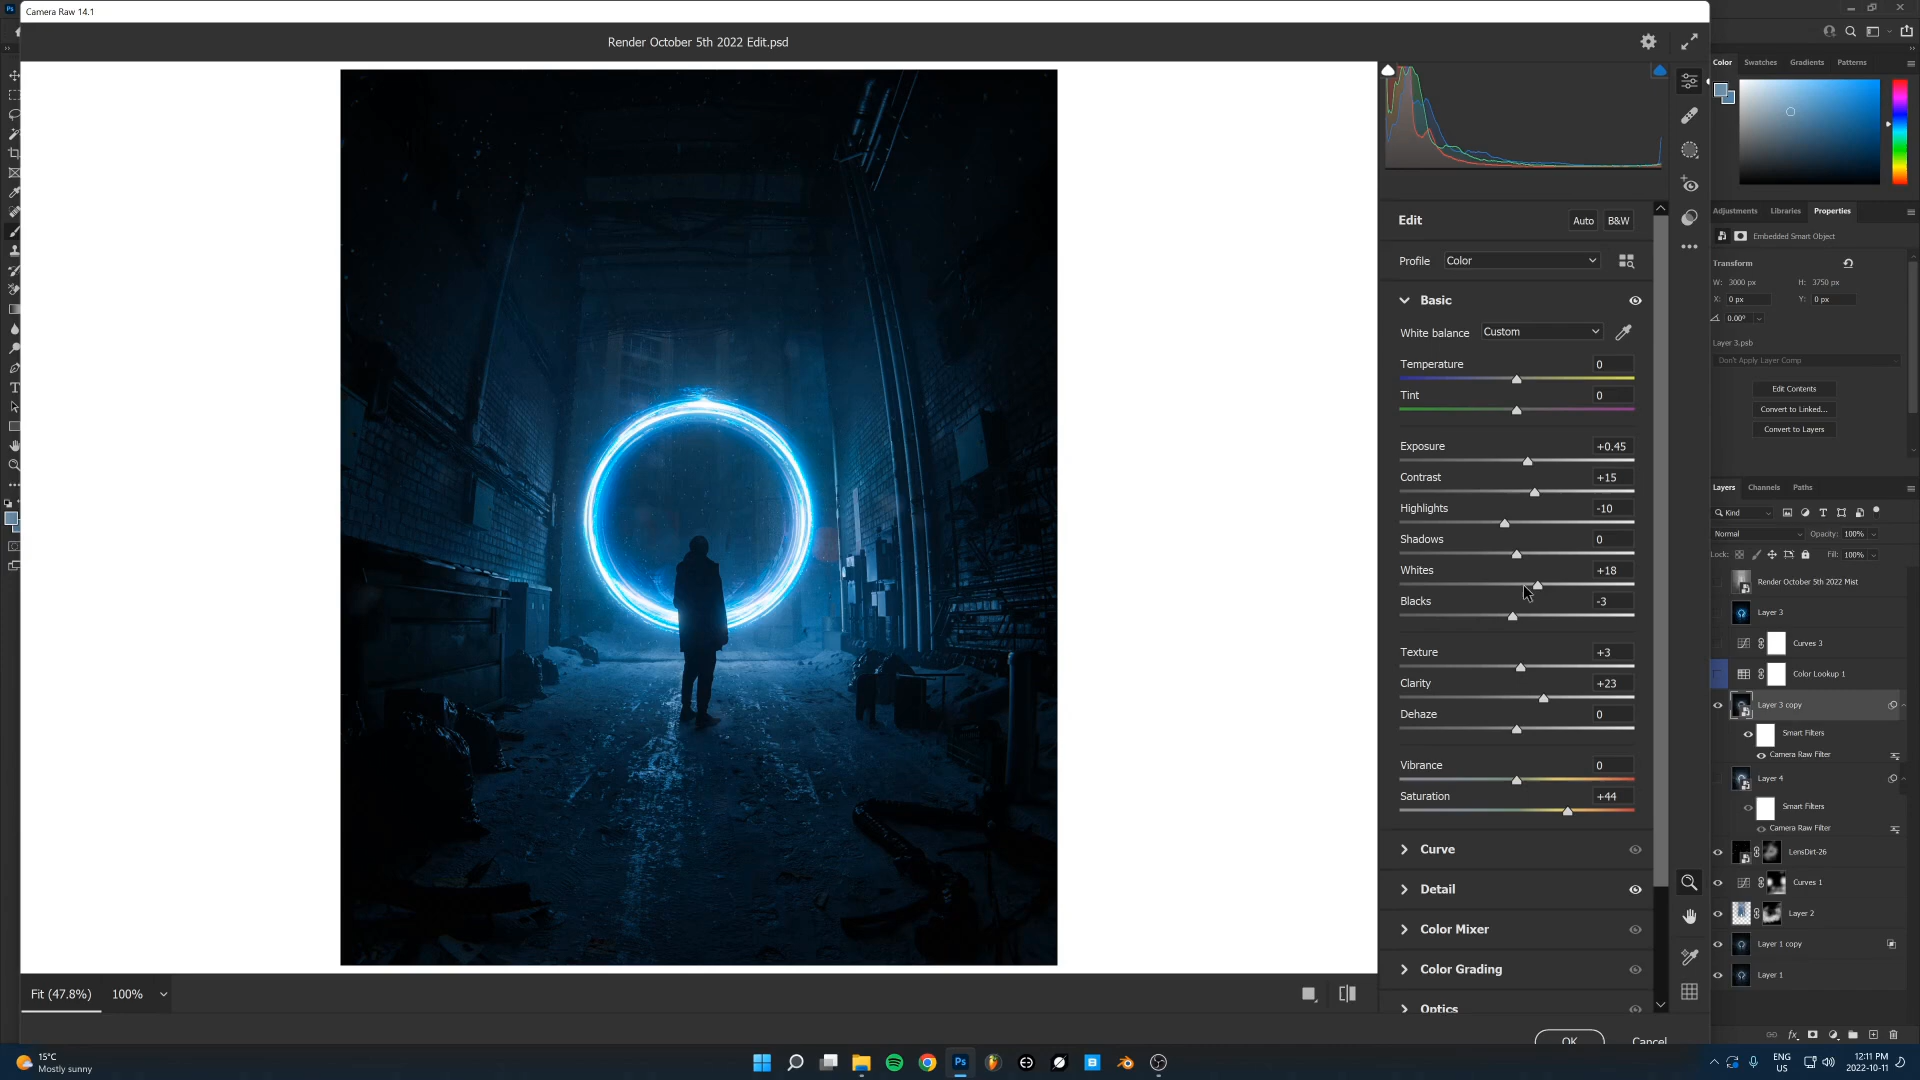 Camera Raw 14.1
Render October 5th 2022 Edit.psd
Edit
Auto
B&W
Profile
Color
Basic
White balance
Custom
Temperature
0
Tint
0
Exposure
+0.45
Contrast
+15
Highlights
-10
Shadows
0
Whites
+18
Blacks
-3
Texture
+3
Clarity
+23
Dehaze
0
Vibrance
0
Saturation
+44
Curve
Detail
Color Mixer
Color Grading
Optics
OK
Cancel
Fit (47.8%)
100%
Color
Swatches
Gradients
Patterns
Adjustments
Libraries
Properties
Embedded Smart Object
Transform
W: 3000 px
H: 3750 px
X: 0 px
Y: 0 px
0.00°
Layer 3.psb
Don't Apply Layer Comp
Edit Contents
Convert to Linked...
Convert to Layers
Layers
Channels
Paths
Kind
Normal
Opacity: 100%
Lock:
Fill: 100%
Render October 5th 2022 Mist
Layer 3
Curves 3
Color Lookup 1
Layer 3 copy
Smart Filters
Camera Raw Filter
Layer 4
Smart Filters
Camera Raw Filter
LensDirt-26
Curves 1
Layer 2
Layer 1 copy
Layer 1
15°C
Mostly sunny
ENG
US
12:11 PM
2022-10-11